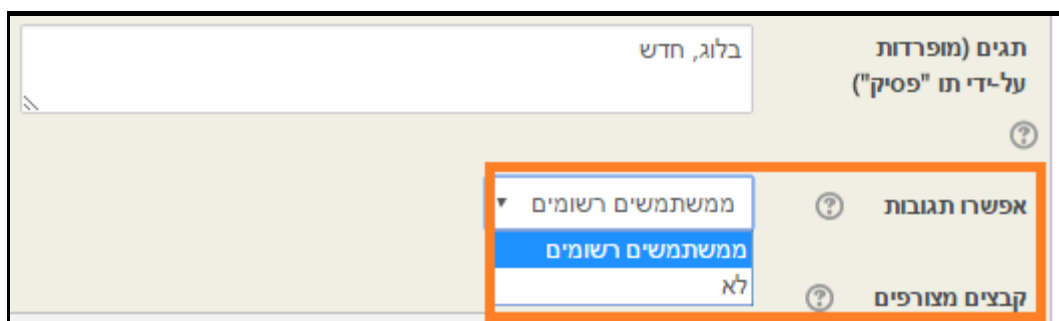 תגים (מופרדות
על-ידי תו "פסיק")
בלוג, חדש
אפשרו תגובות
ממשתמשים רשומים
ממשתמשים רשומים
לא
קבצים מצורפים